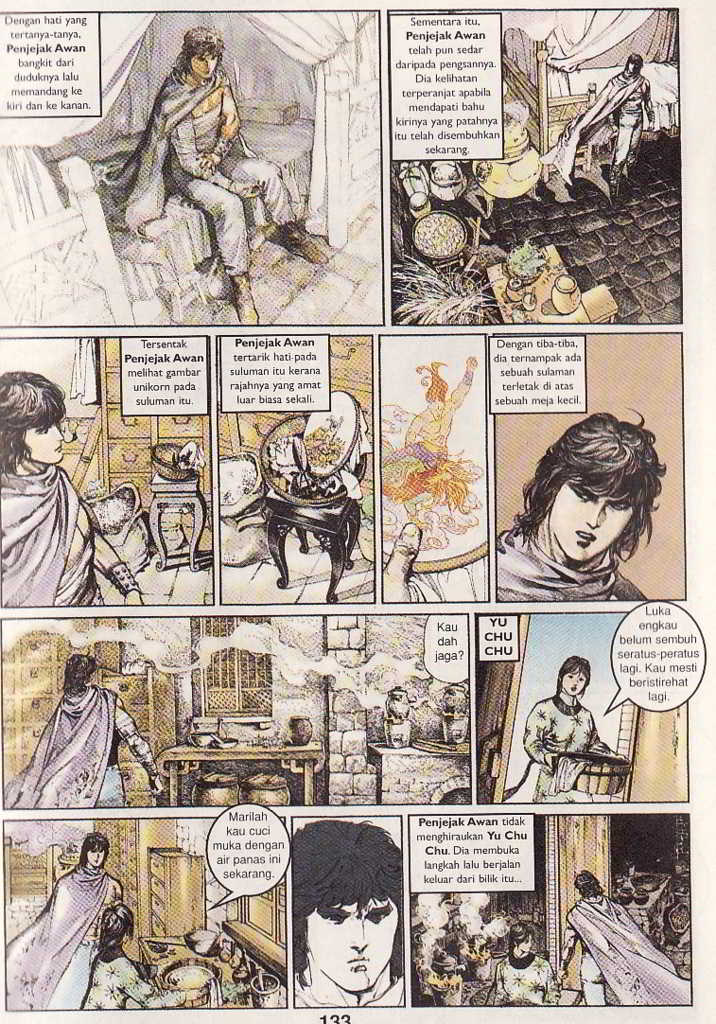 Dengan hati yang
tertanya-tanya,
Penjejak Awan
bangkit dari
duduknya lalu
memandang ke
kiri dan ke kanan.
Sementara itu,
Penjejak Awan
telah pun sedar
daripada pengsannya.
Dia kelihatan
terperanjat apabila
mendapati bahu
kirinya yang patahnya
itu telah disembuhkan
sekarang.
Tersentak
Penjejak Awan
melihat gambar
unikorn pada
suluman itu.
Penjejak Awan
tertarik hati pada
suluman itu kerana
rajahnya yang amat
luar biasa sekali.
Dengan tiba-tiba,
dia ternampak ada
sebuah sulaman
terletak di atas
sebuah meja kecil.
Kau
dah
jaga?
YU
CHU
CHU
Luka
engkau
belum sembuh
seratus-peratus
lagi. Kau mesti
beristirehat
lagi.
Marilah
kau cuci
muka dengan
air panas ini
sekarang.
Penjejak Awan tidak
menghiraukan Yu Chu
Chu. Dia membuka
langkah lalu berjalan
keluar dari bilik itu...
133